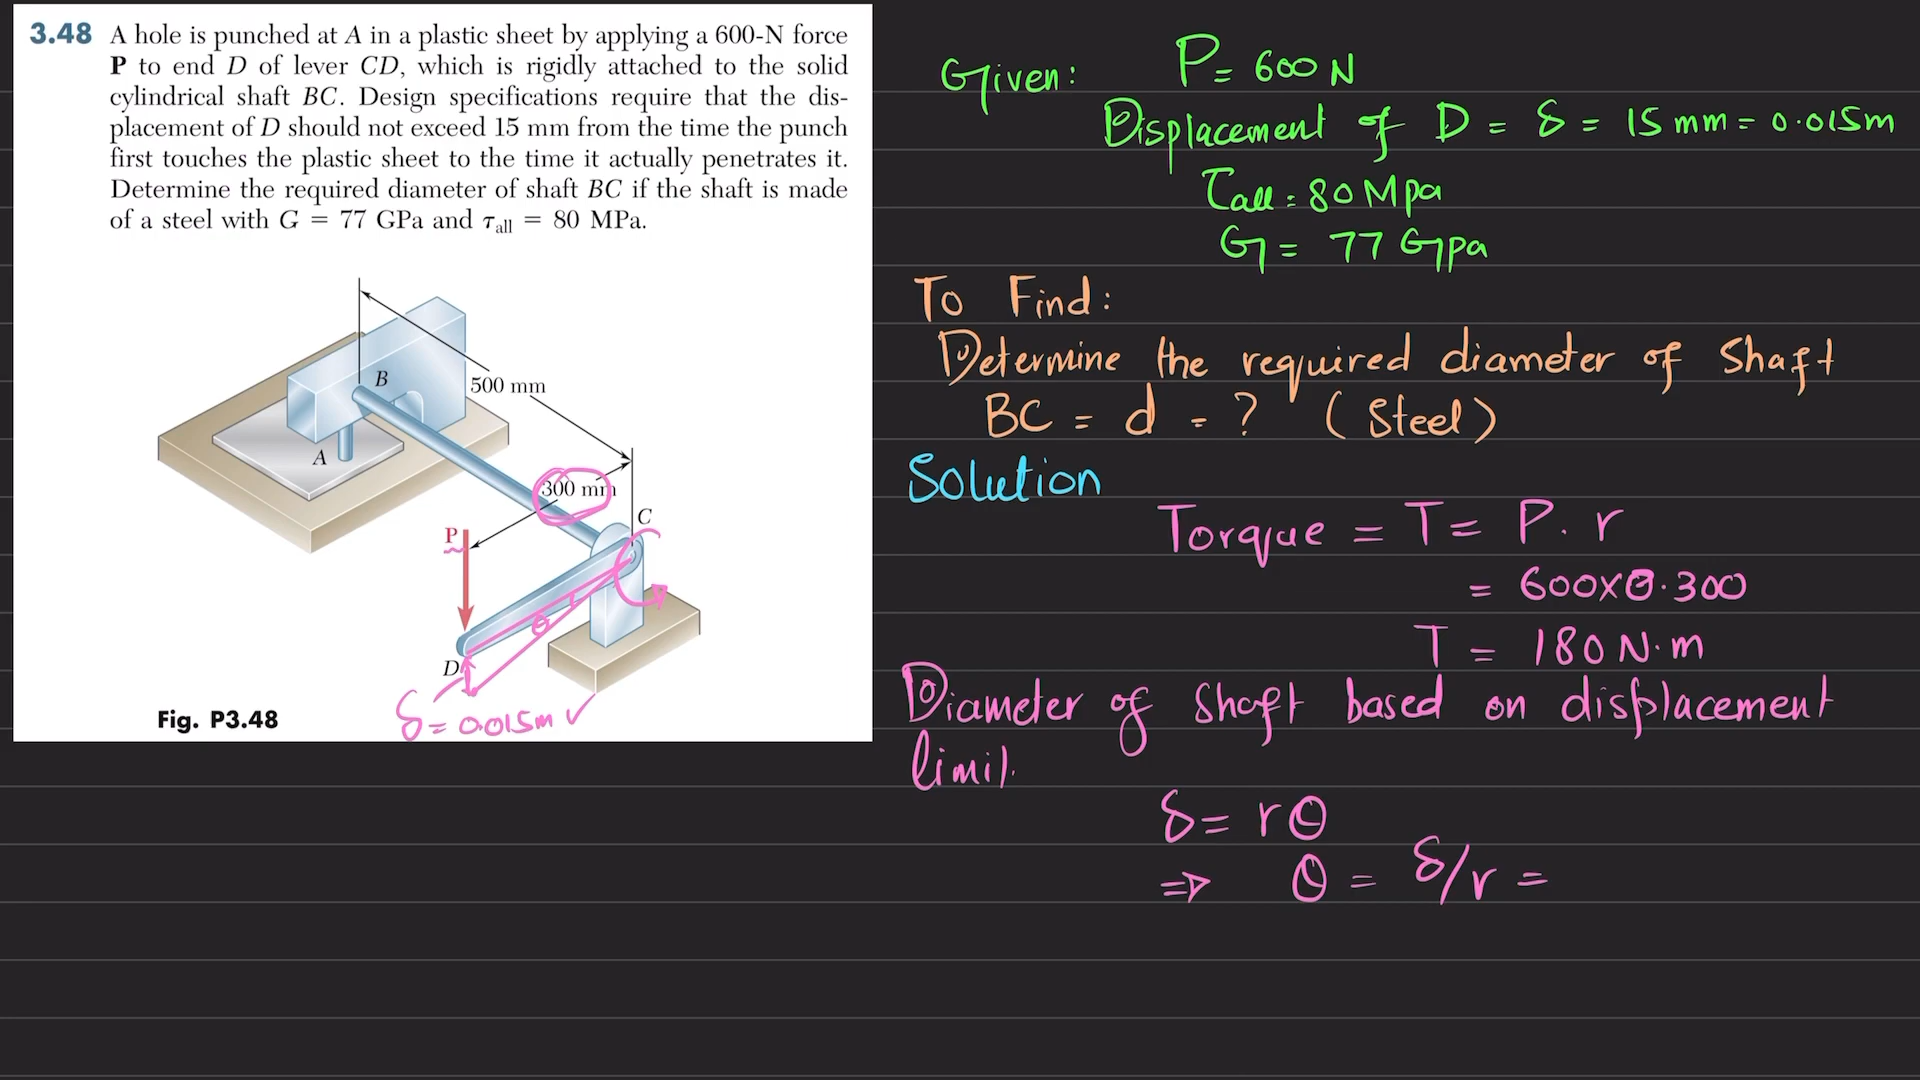 3.48 A hole is punched at A in a plastic sheet by applying a 600-N force
P to end D of lever CD, which is rigidly attached to the solid
cylindrical shaft BC. Design specifications require that the dis-
placement of D should not exceed 15 mm from the time the punch
first touches the plastic sheet to the time it actually penetrates it.
Determine the required diameter of shaft BC if the shaft is made
of a steel with G = 77 GPa and τall = 80 MPa.
B
500 mm
A
300 mm
C
P
θ
D
δ = 0.015m ✓
Fig. P3.48
Given: P = 600 N
Displacement of D = δ = 15 mm = 0.015m
τall = 80 Mpa
G = 77 Gpa
To Find:
Determine the required diameter of Shaft
BC = d = ? (Steel)
Solution
Torque = T = P. r
= 600x0.300
T = 180 N.m
Diameter of Shaft based on displacement
limit.
δ = rθ
⇒ θ = δ/r =